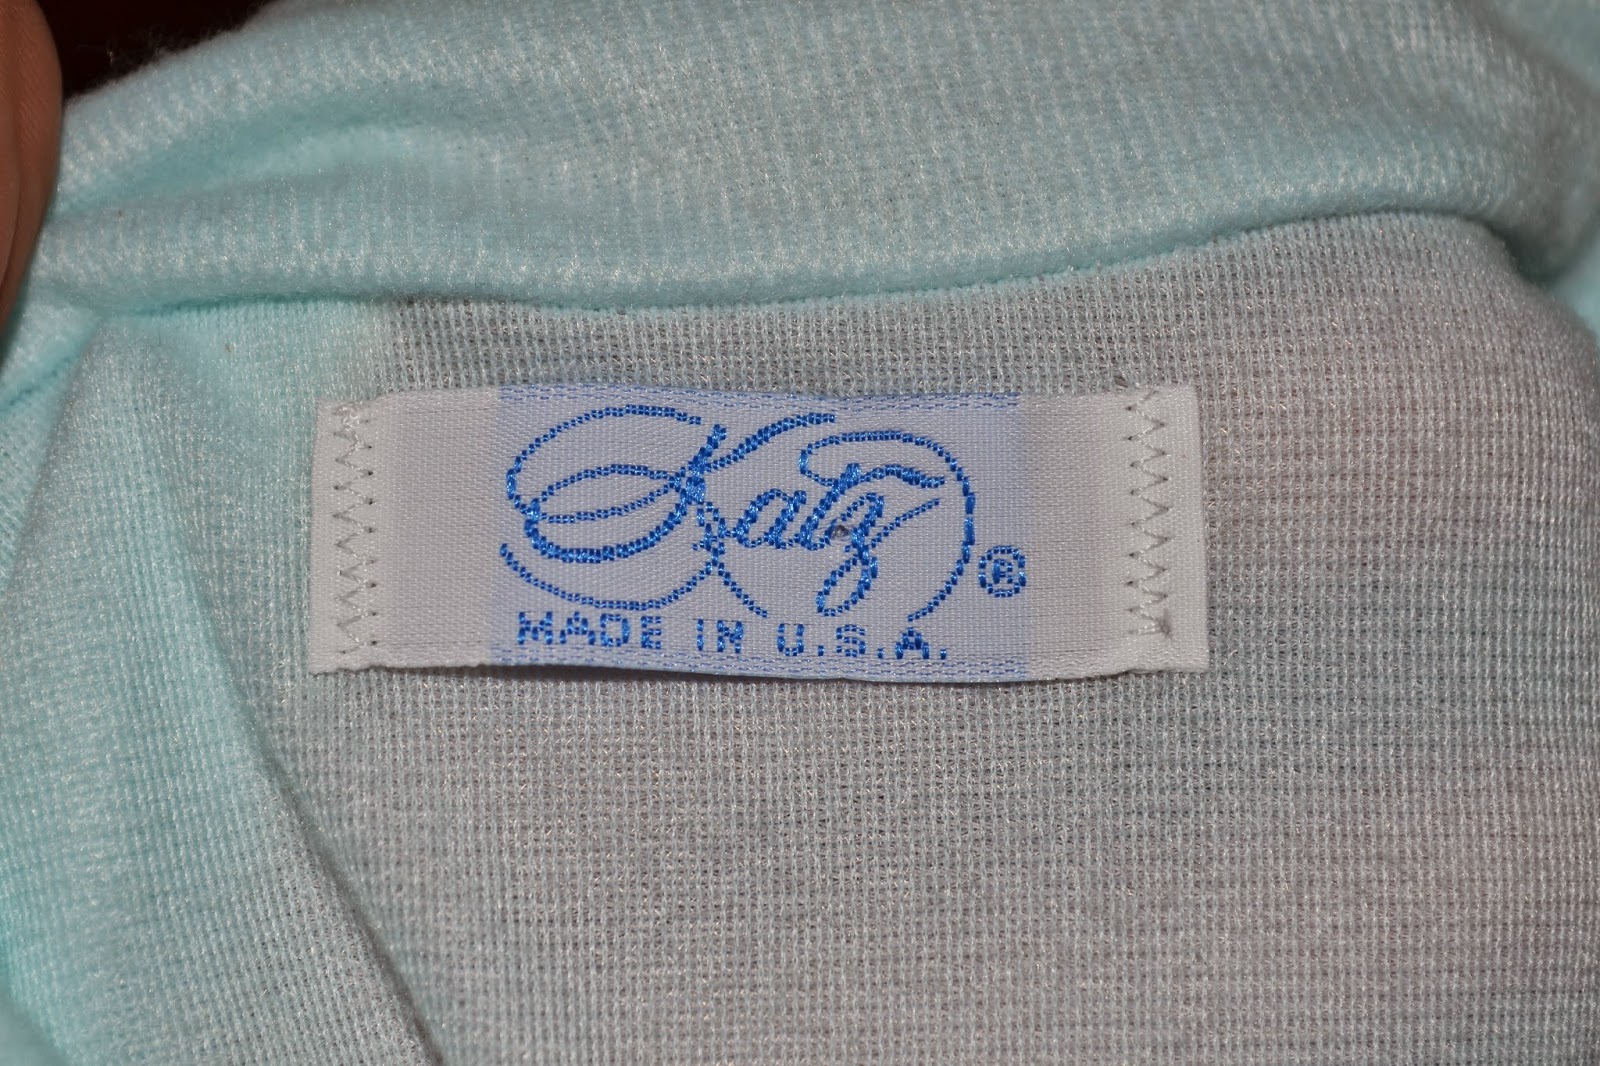 Katz ®
MADE IN U.S.A.